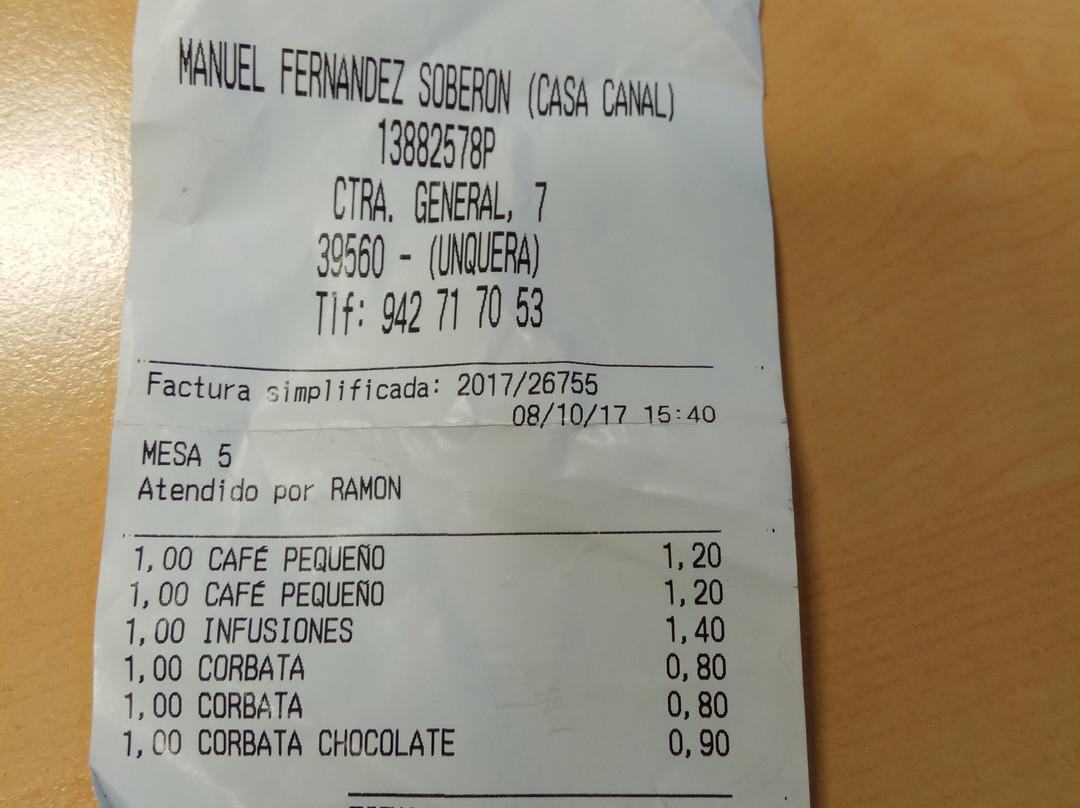 MANUEL FERNANDEZ SOBERON (CASA CANAL)
13882578P
CTRA. GENERAL, 7
39560 - (UNQUERA)
Tlf: 942 71 70 53
Factura simplificada: 2017/26755
08/10/17 15:40
MESA 5
Atendido por RAMON
1,00 CAFÉ PEQUEÑO 1,20
1,00 CAFÉ PEQUEÑO 1,20
1,00 INFUSIONES 1,40
1,00 CORBATA 0,80
1,00 CORBATA 0,80
1,00 CORBATA CHOCOLATE 0,90